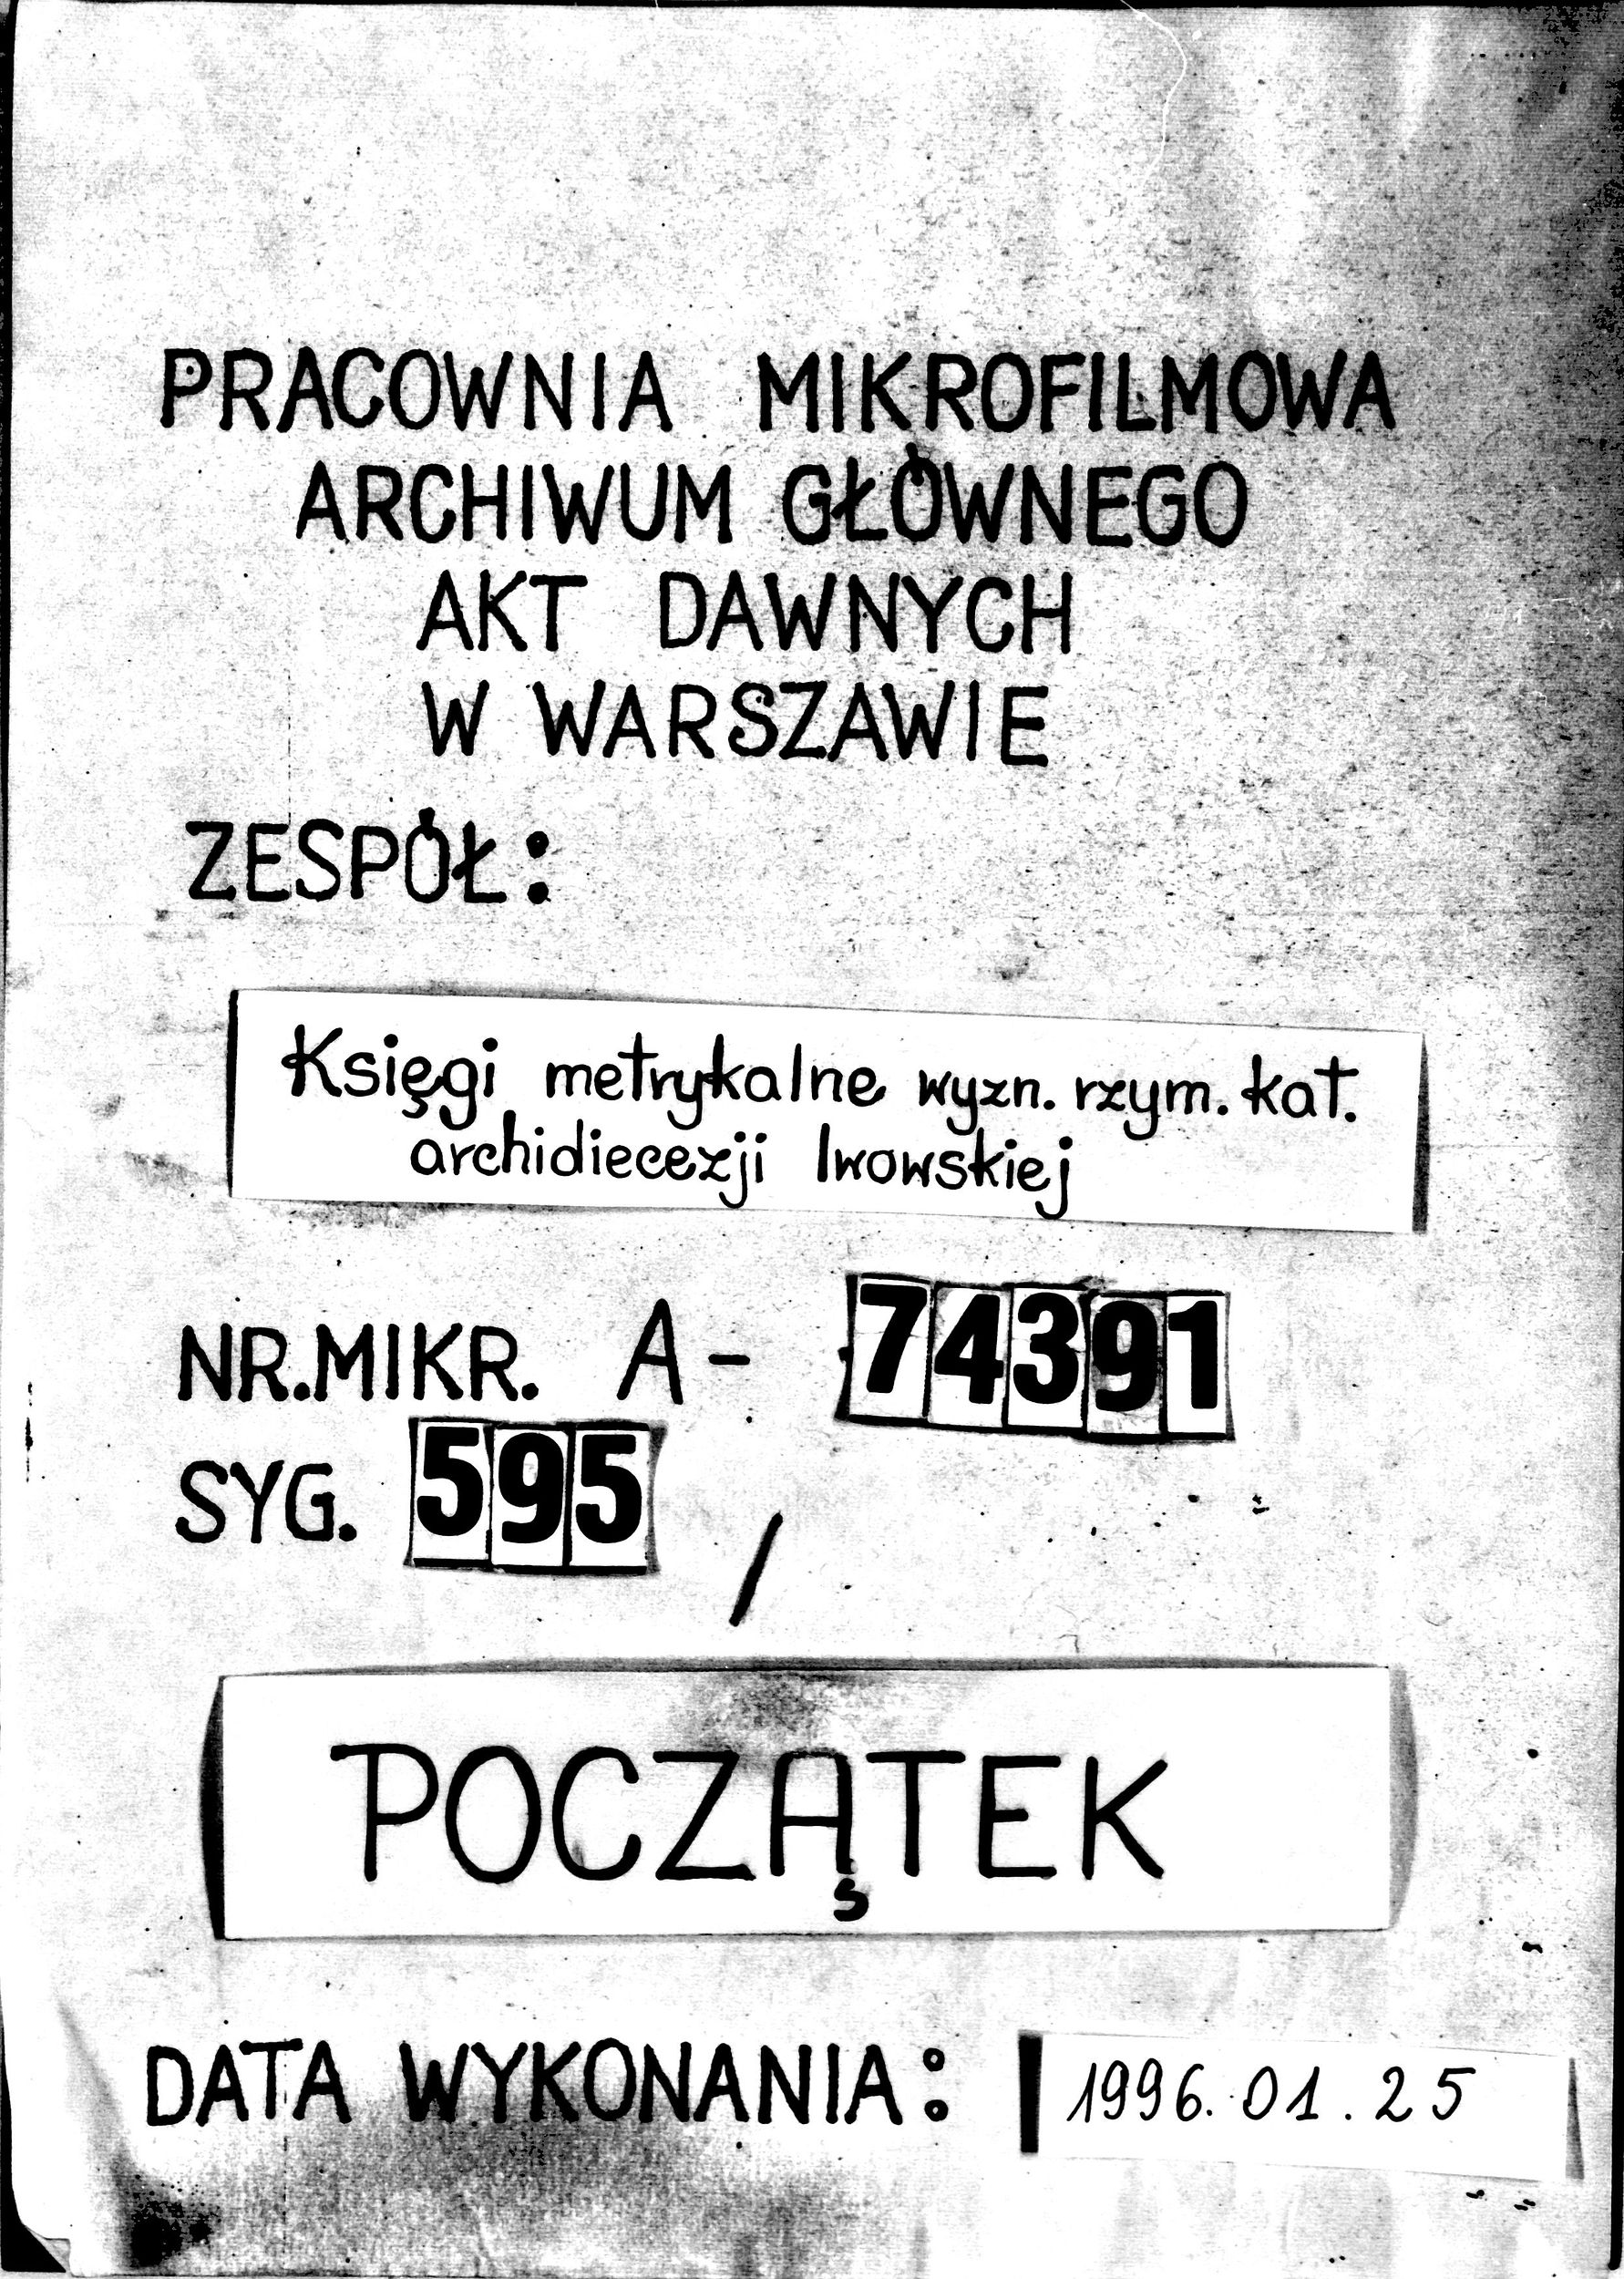 PRACOWNIA MIKROFILMOWA
ARCHIWUM GŁÓWNEGO
AKT DAWNYCH
W WARSZAWIE
ZESPÓŁ:
Księgi metrykalne wyzn. rzym. kat.
archidiecezji lwowskiej
NR.MIKR. A- 74391
SYG. 595 /
POCZĄTEK
DATA WYKONANIA: 1996.01.25